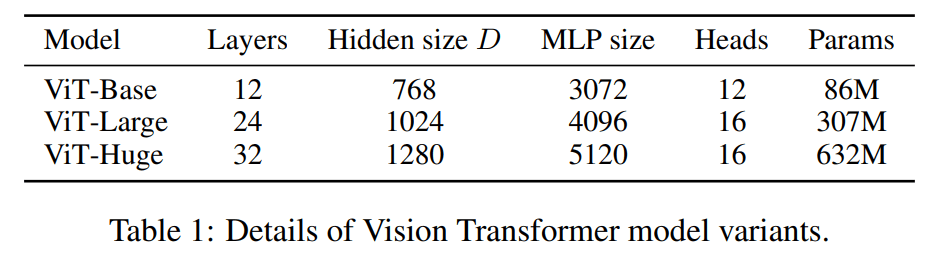 Model Layers Hidden size D MLP size Heads Params
ViT-Base 12 768 3072 12 86M
ViT-Large 24 1024 4096 16 307M
ViT-Huge 32 1280 5120 16 632M
Table 1: Details of Vision Transformer model variants.